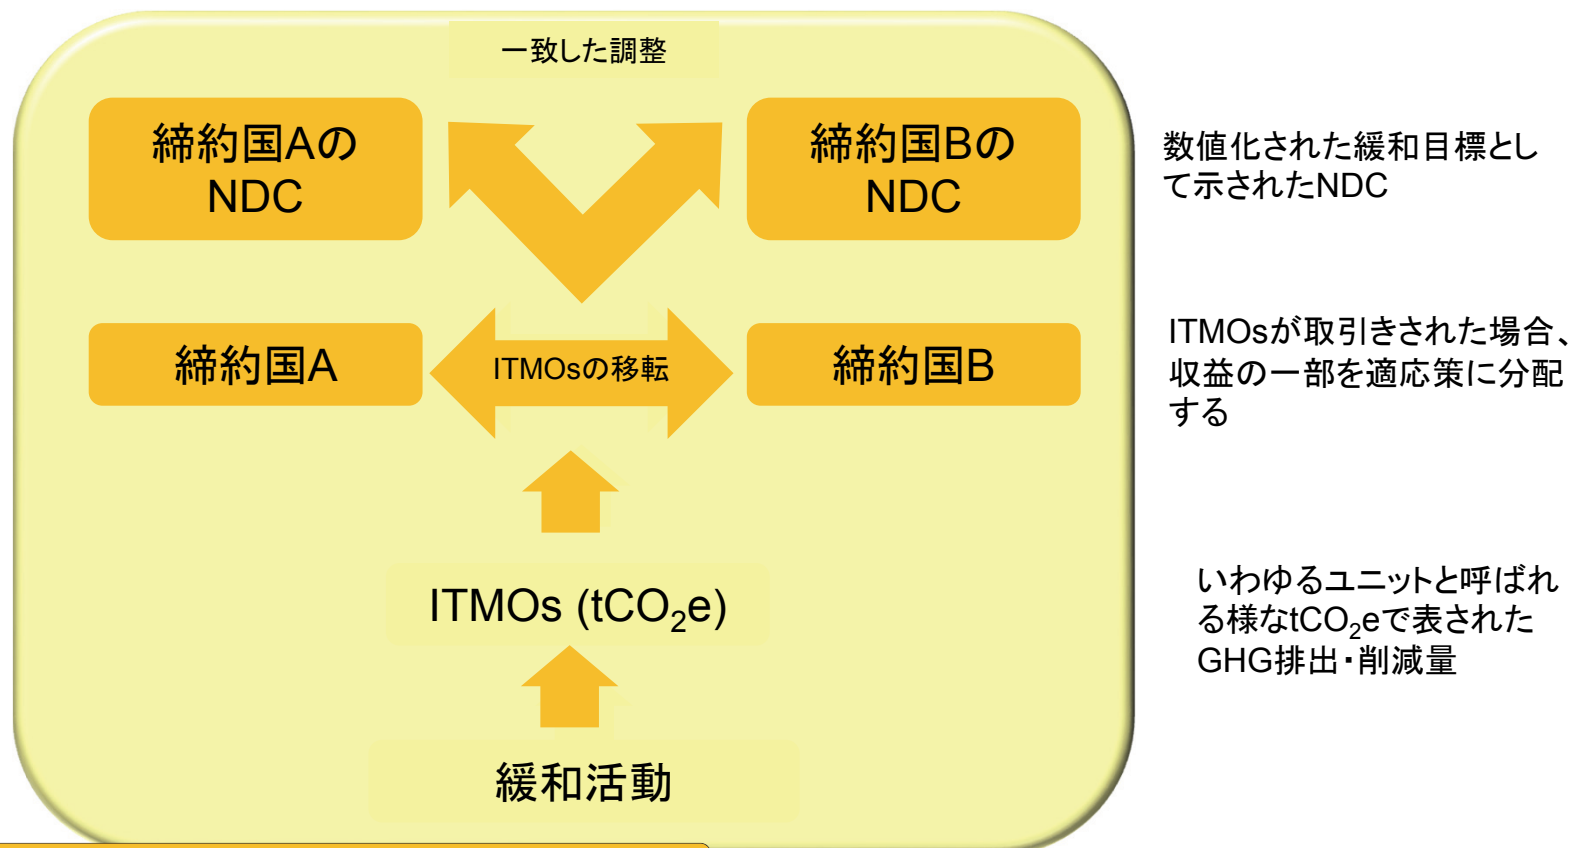 一致した調整
締約国Aの
NDC
締約国Bの
NDC
数値化された緩和目標とし
て示されたNDC
締約国A
ITMOsの移転
締約国B
ITMOsが取引きされた場合、
収益の一部を適応策に分配
する
ITMOs (tCO₂e)
いわゆるユニットと呼ばれ
る様なtCO₂eで表された
GHG排出・削減量
緩和活動